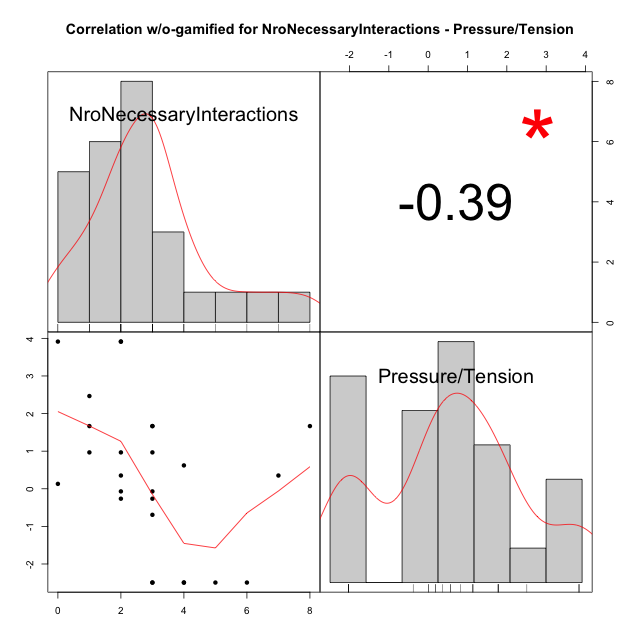 Correlation w/o-gamified for NroNecessaryInteractions - Pressure/Tension
-2 -1 0 1 2 3 4
NroNecessaryInteractions
*
-0.39
8
6
4
2
0
4
3
2
1
0
-1
-2
Pressure/Tension
0 2 4 6 8